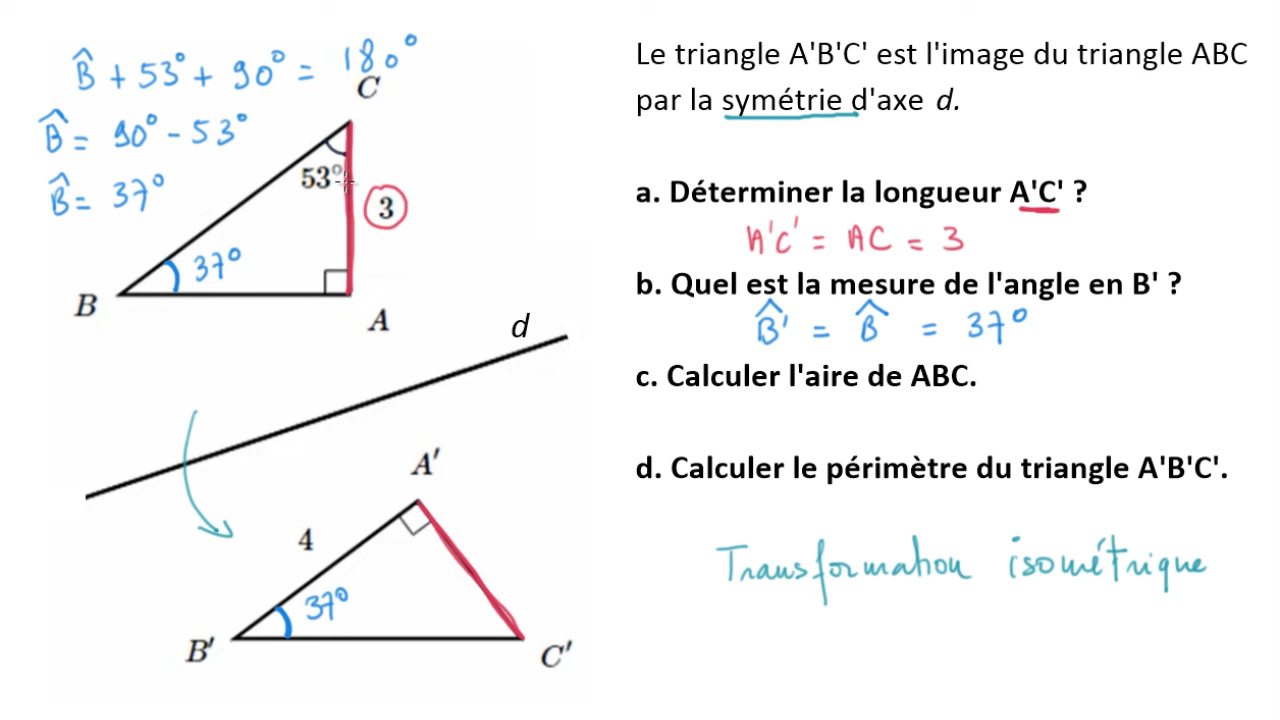 B̂ + 53° + 90° = 180°
B̂ = 90° - 53°
B̂ = 37°
C
53°
3
37°
B
A
d
A'
4
37°
B'
C'
Le triangle A'B'C' est l'image du triangle ABC
par la symétrie d'axe d.
a. Déterminer la longueur A'C' ?
A'C' = AC = 3
b. Quel est la mesure de l'angle en B' ?
B̂' = B̂ = 37°
c. Calculer l'aire de ABC.
d. Calculer le périmètre du triangle A'B'C'.
Transformation isométrique